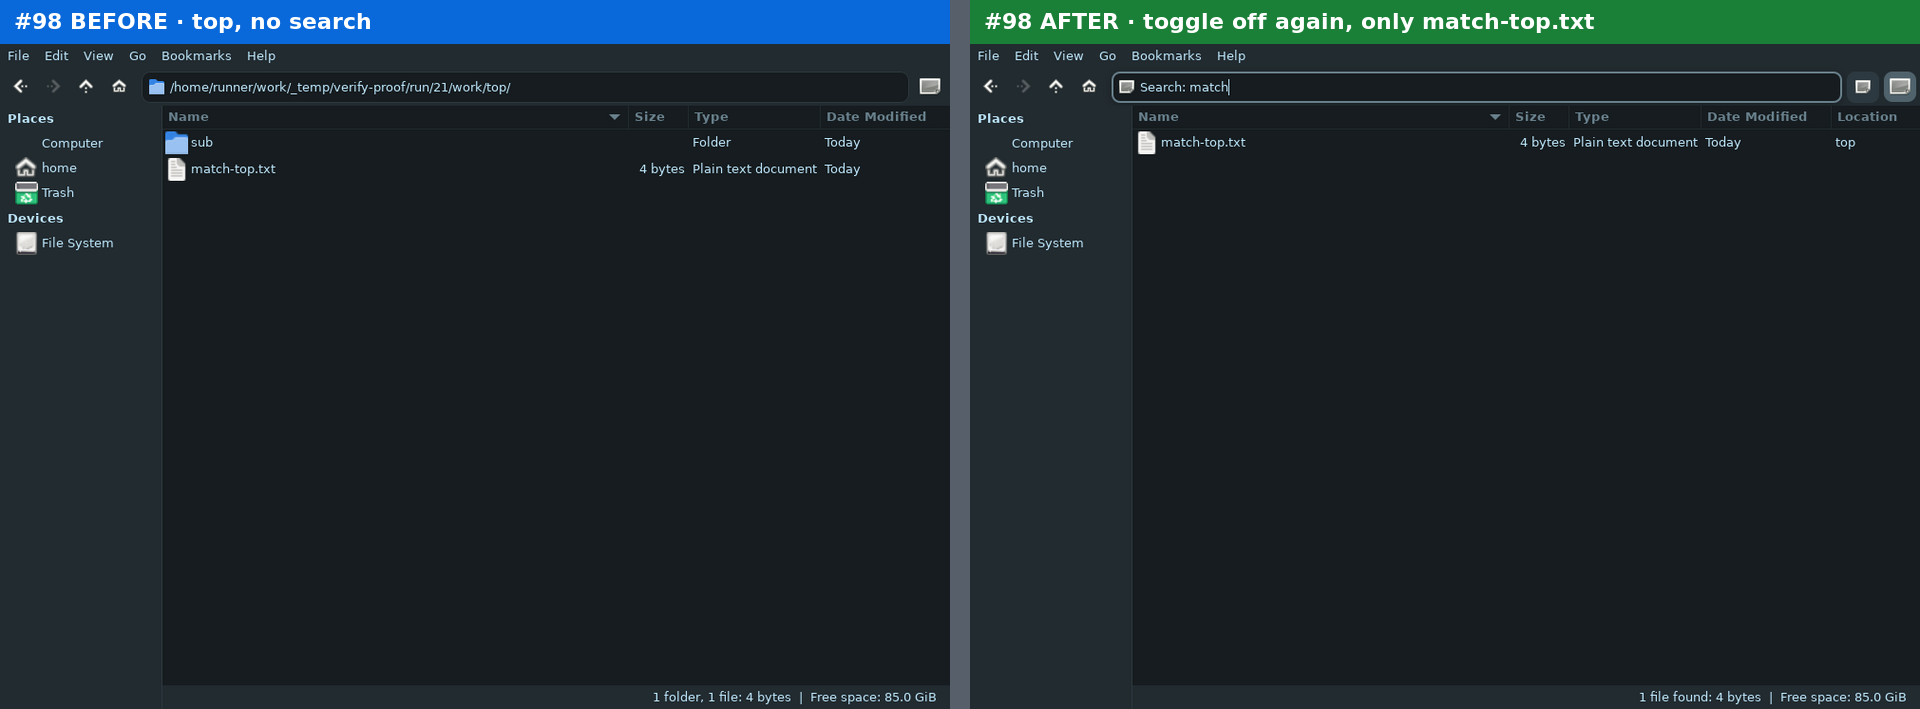 #98 BEFORE · top, no search
File Edit View Go Bookmarks Help
/home/runner/work/_temp/verify-proof/run/21/work/top/
Places
Computer
home
Trash
Devices
File System
Name Size Type Date Modified
sub Folder Today
match-top.txt 4 bytes Plain text document Today
1 folder, 1 file: 4 bytes | Free space: 85.0 GiB
#98 AFTER · toggle off again, only match-top.txt
File Edit View Go Bookmarks Help
Search: match
Places
Computer
home
Trash
Devices
File System
Name Size Type Date Modified Location
match-top.txt 4 bytes Plain text document Today top
1 file found: 4 bytes | Free space: 85.0 GiB